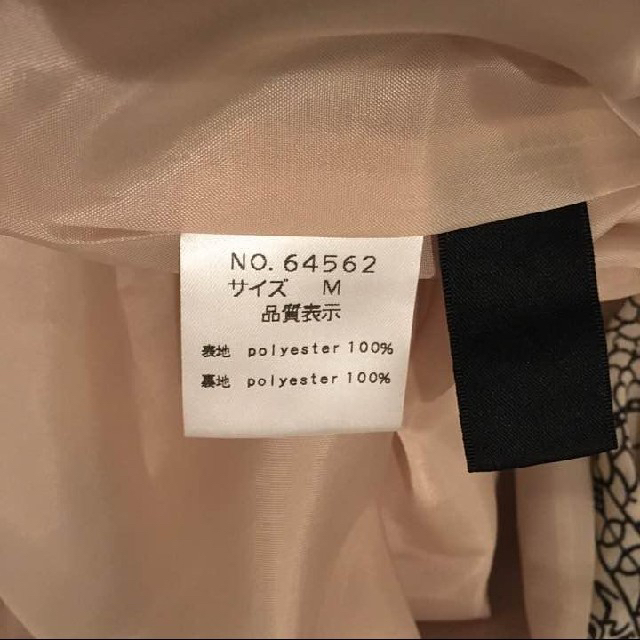 NO. 64562
サイズ M
品質表示
表地 polyester 100%
裏地 polyester 100%